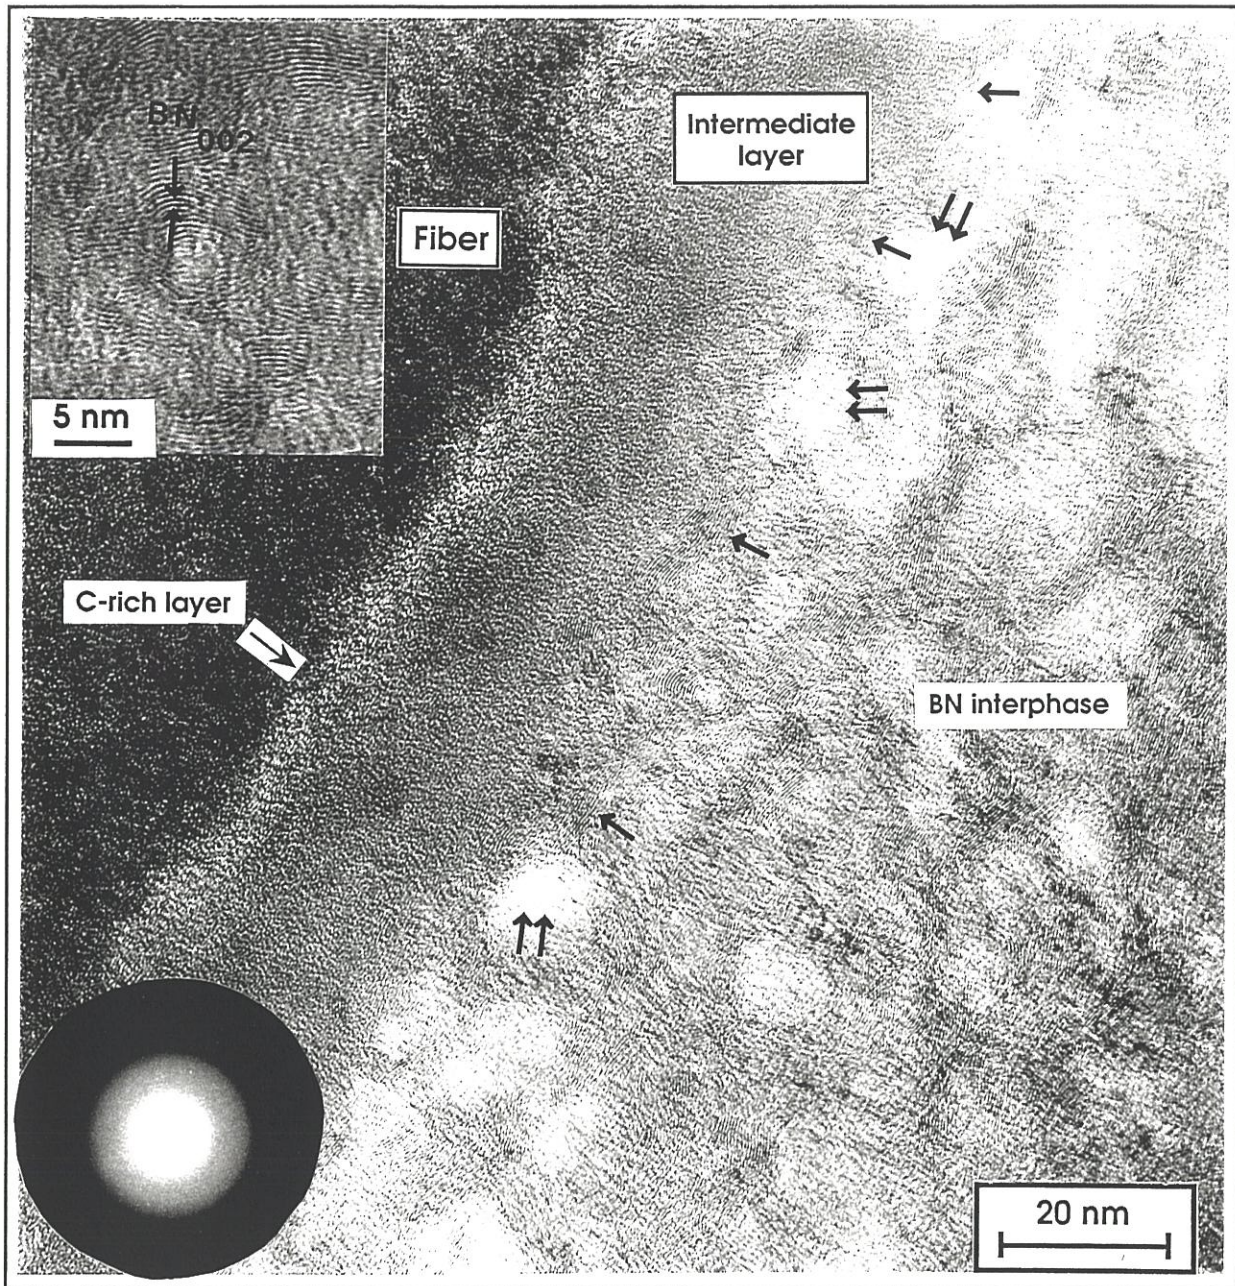 BN
002
Intermediate
layer
Fiber
5 nm
C-rich layer
BN interphase
20 nm